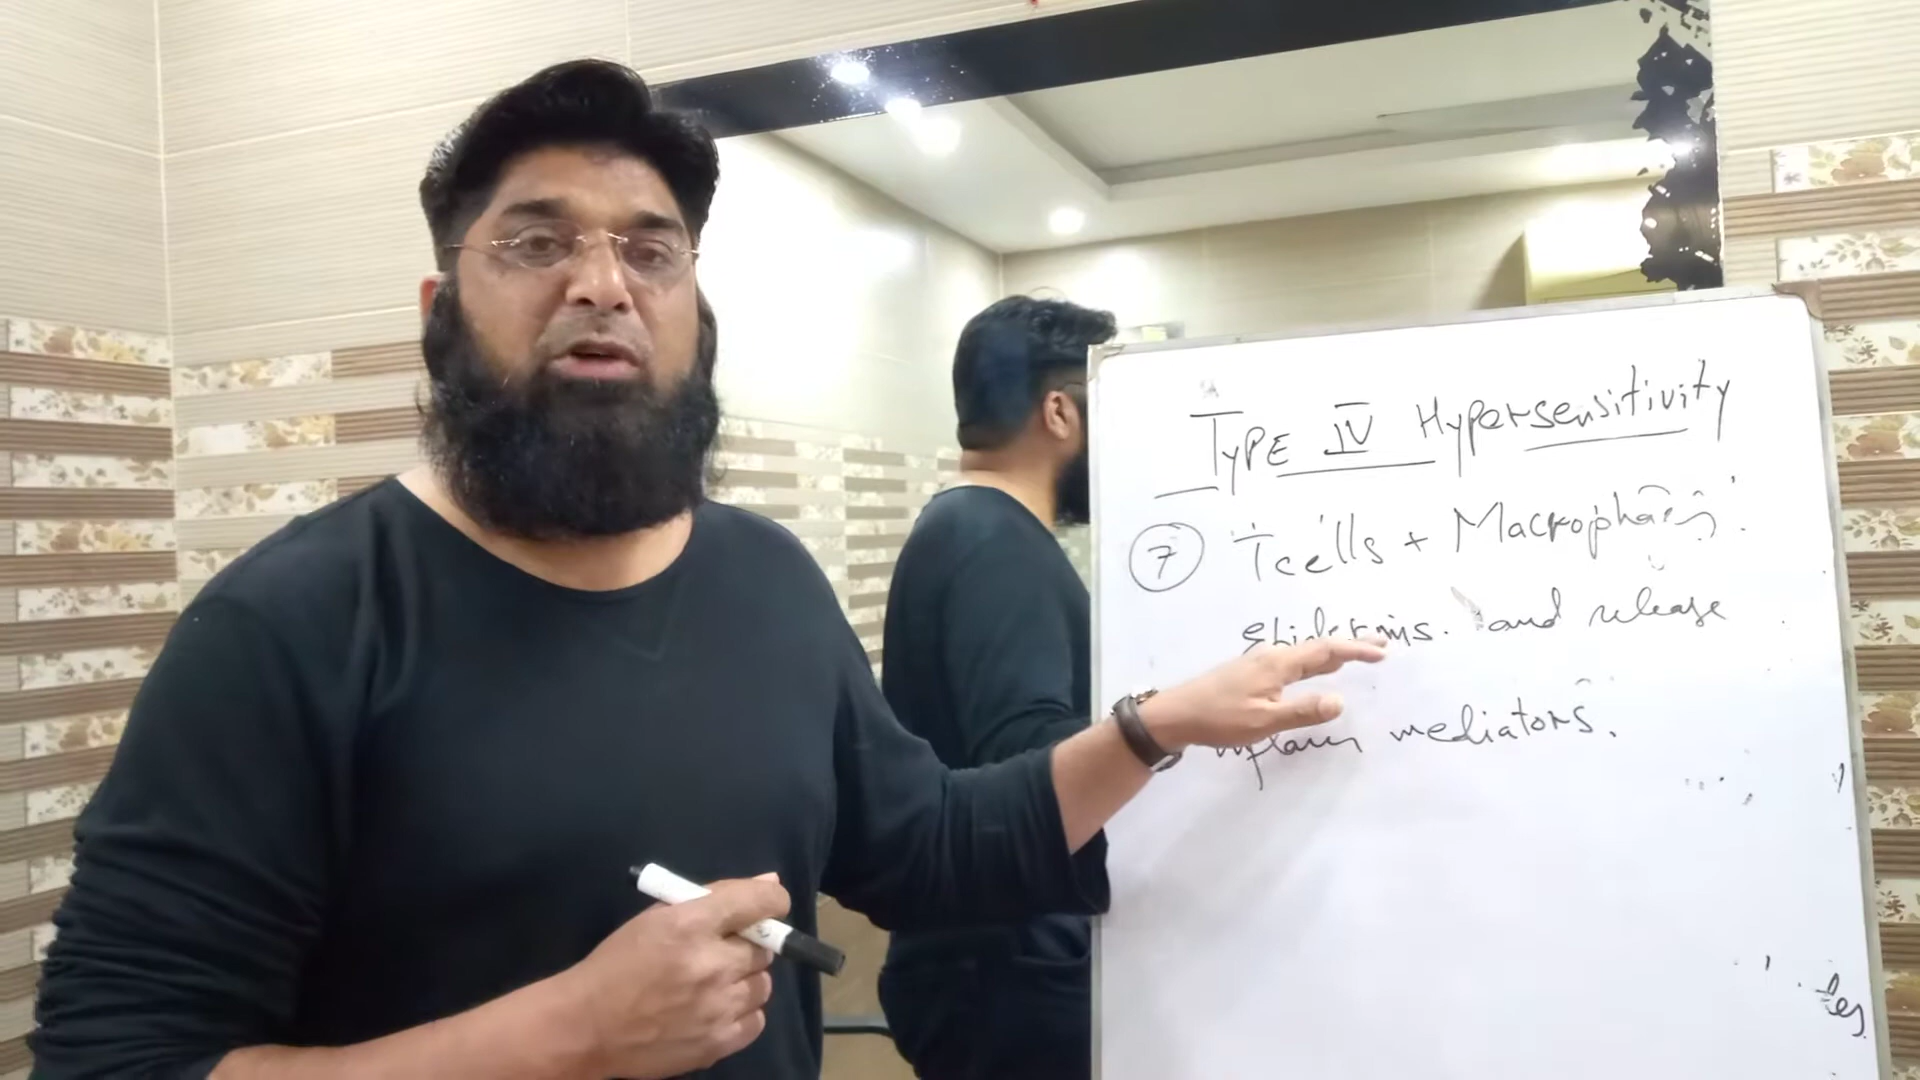 TYPE IV Hypersensitivity
7 T cells + Macrophages
Epidermis. and release
inflam mediators.